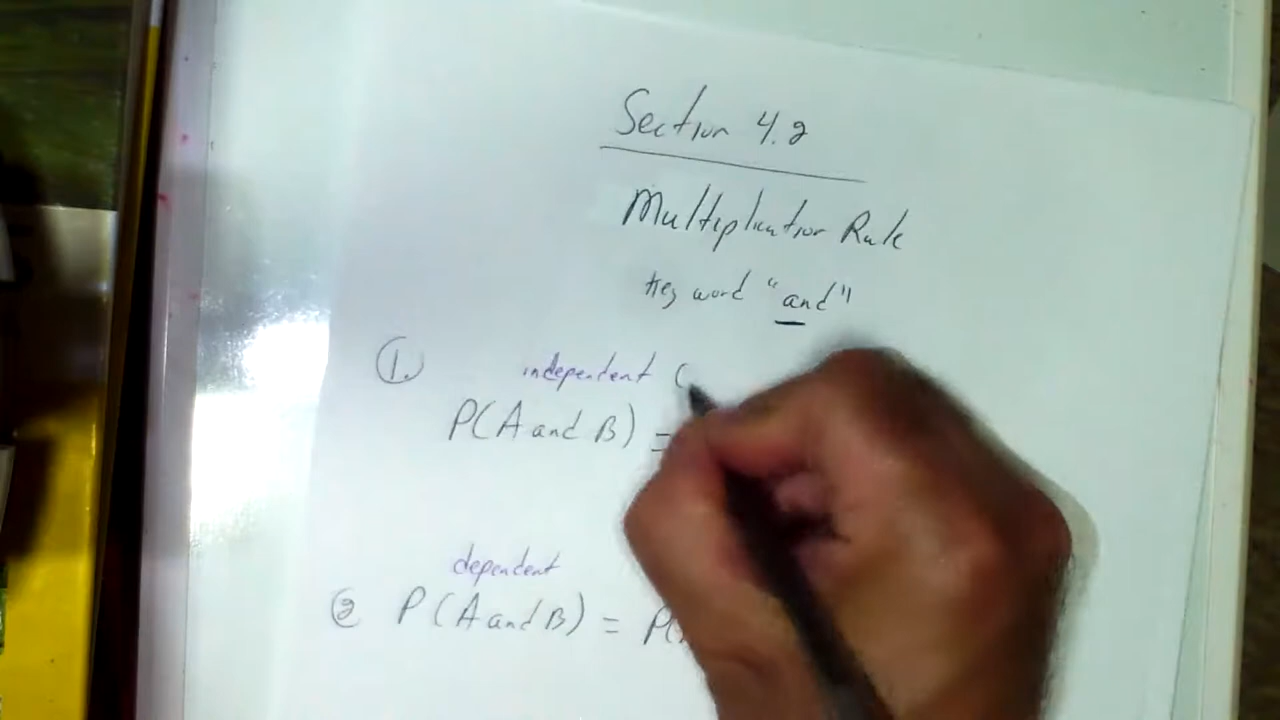 Section 4.2
Multiplication Rule
Key word "and"
1. independent (
P(A and B) =
dependent
2 P(A and B) = P(